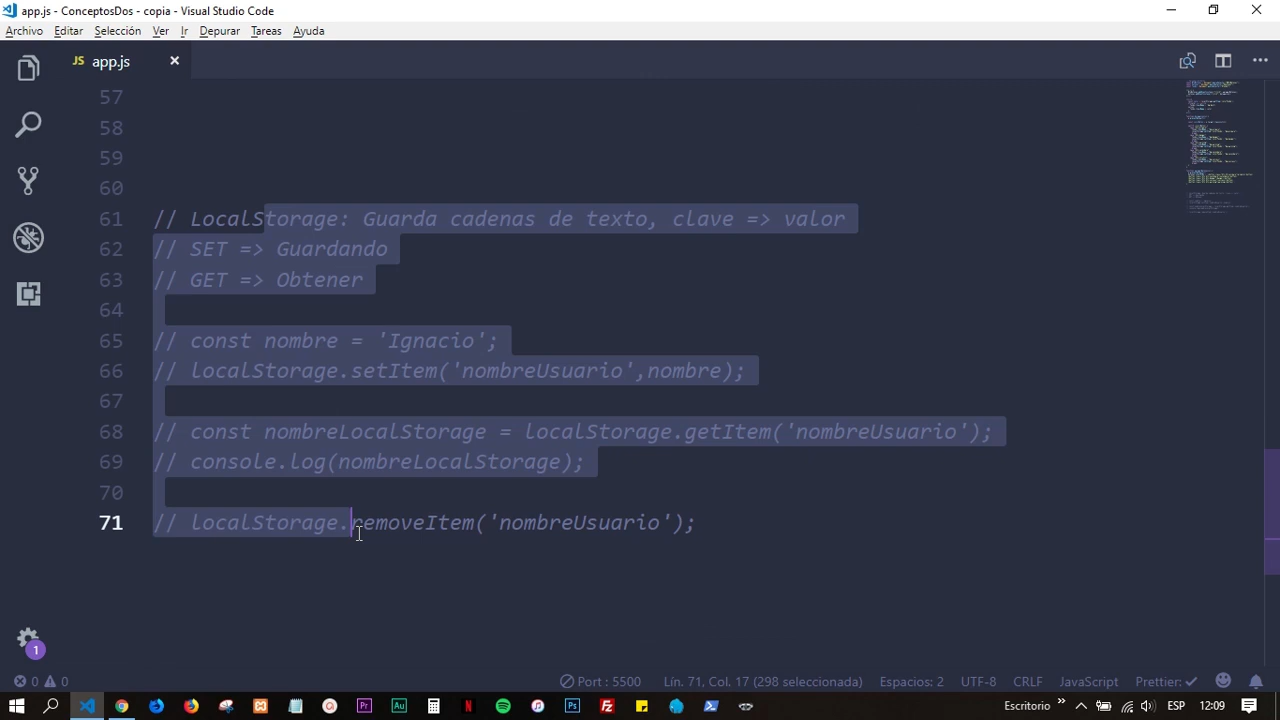 app.js - ConceptosDos - copia - Visual Studio Code
Archivo Editar Selección Ver Ir Depurar Tareas Ayuda
JS app.js
57
58
59
60
61 // LocalStorage: Guarda cadenas de texto, clave => valor
62 // SET => Guardando
63 // GET => Obtener
64
65 // const nombre = 'Ignacio';
66 // localStorage.setItem('nombreUsuario',nombre);
67
68 // const nombreLocalStorage = localStorage.getItem('nombreUsuario');
69 // console.log(nombreLocalStorage);
70
71 // localStorage.removeItem('nombreUsuario');
1
0 0 Port : 5500 Lín. 71, Col. 17 (298 seleccionada) Espacios: 2 UTF-8 CRLF JavaScript Prettier:
Escritorio ESP 12:09